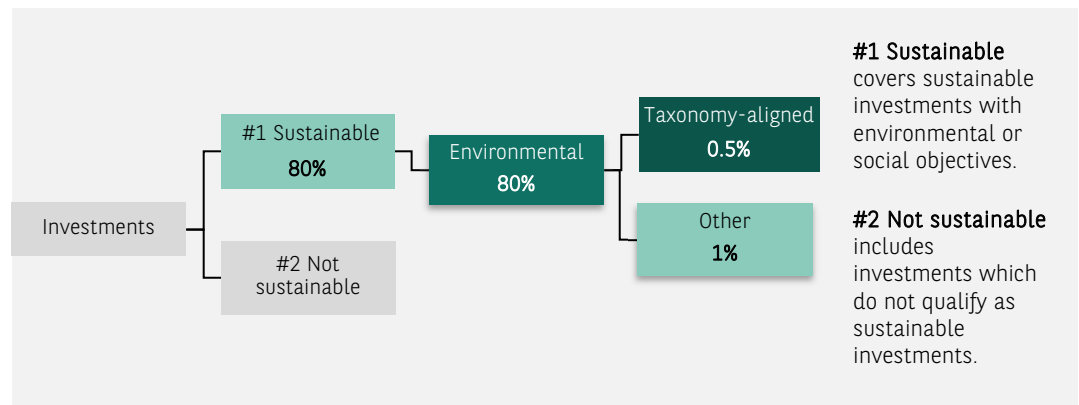 Investments
#1 Sustainable
80%
#2 Not
sustainable
Environmental
80%
Taxonomy-aligned
0.5%
Other
1%
#1 Sustainable
covers sustainable
investments with
environmental or
social objectives.
#2 Not sustainable
includes
investments which
do not qualify as
sustainable
investments.